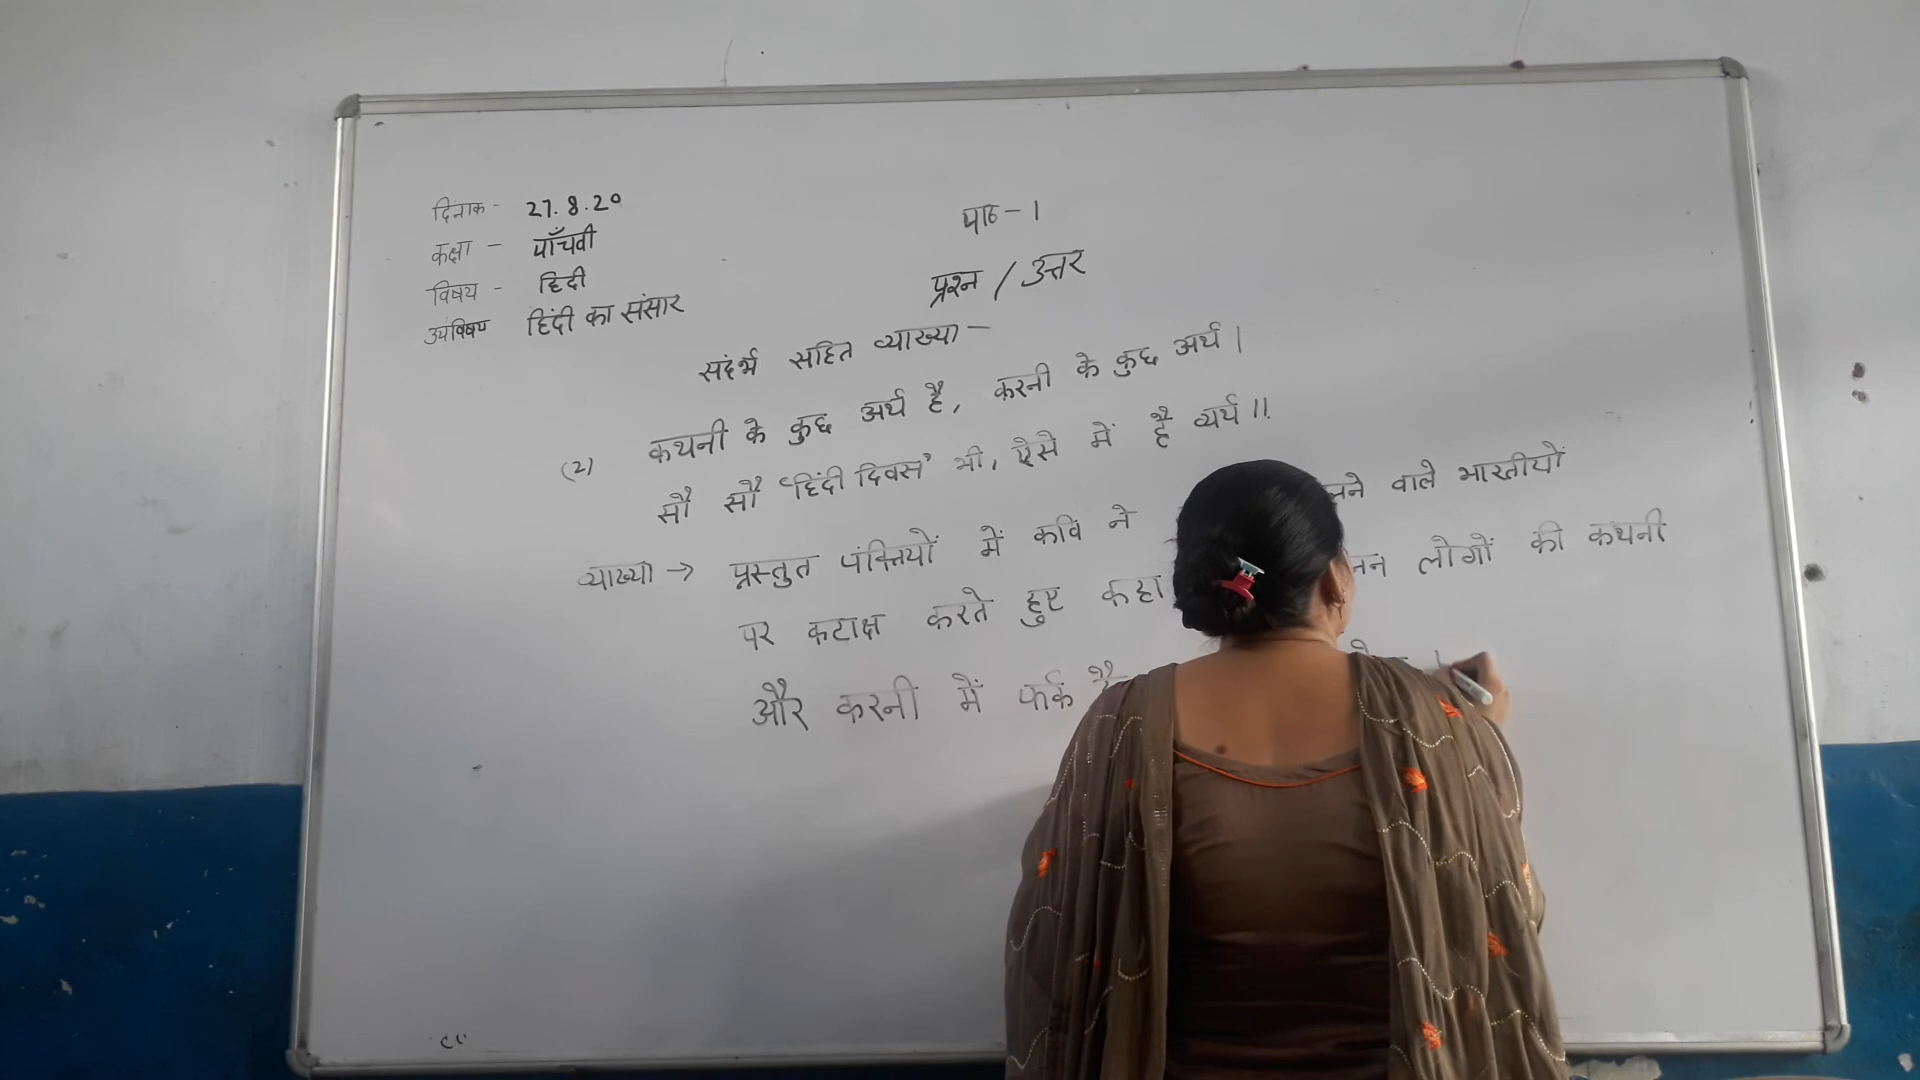 दिनाक - 27.8.20
कक्षा - पाँचवी
विषय - हिंदी
उपविषय हिंदी का संसार
पाठ - 1
प्रश्न / उत्तर
संदर्भ सहित व्याख्या -
(2) कथनी के कुछ अर्थ है, करनी के कुछ अर्थ |
सौ सौ 'हिंदी दिवस' भी, ऐसे में है व्यर्थ ||
व्याख्या → प्रस्तुत पंक्तियों में कवि ने वाले भारतीयों
पर कटाक्ष करते हुए कहा लोगों की कथनी
और करनी में फर्क है